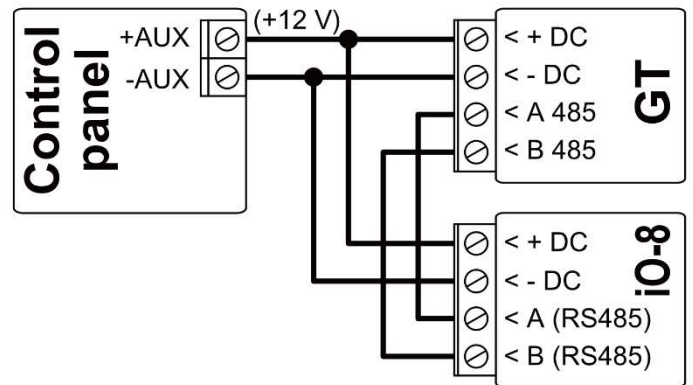 Control
panel
+AUX
-AUX
(+12 V)
< + DC
< - DC
< A 485
< B 485
GT
< + DC
< - DC
< A (RS485)
< B (RS485)
iO-8